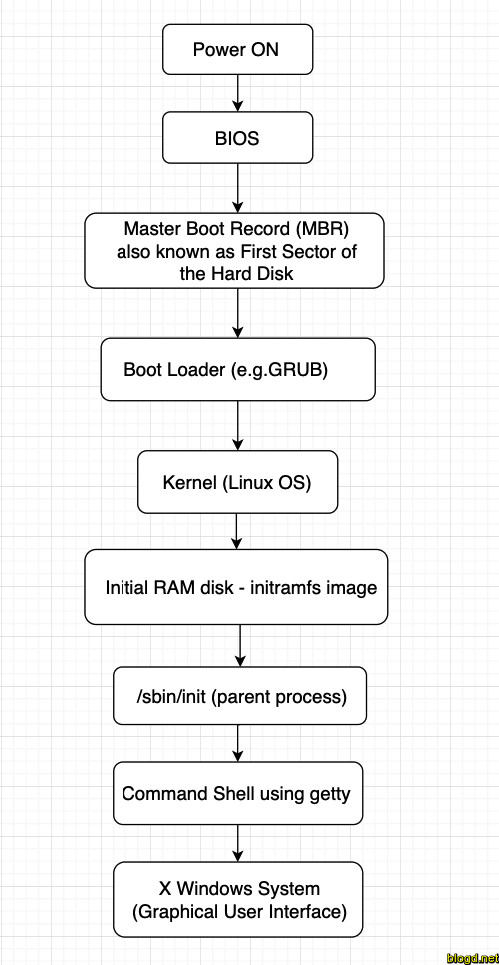 Power ON
BIOS
Master Boot Record (MBR)
also known as First Sector of
the Hard Disk
Boot Loader (e.g.GRUB)
Kernel (Linux OS)
Initial RAM disk - initramfs image
/sbin/init (parent process)
Command Shell using getty
X Windows System
(Graphical User Interface)
blogd.net